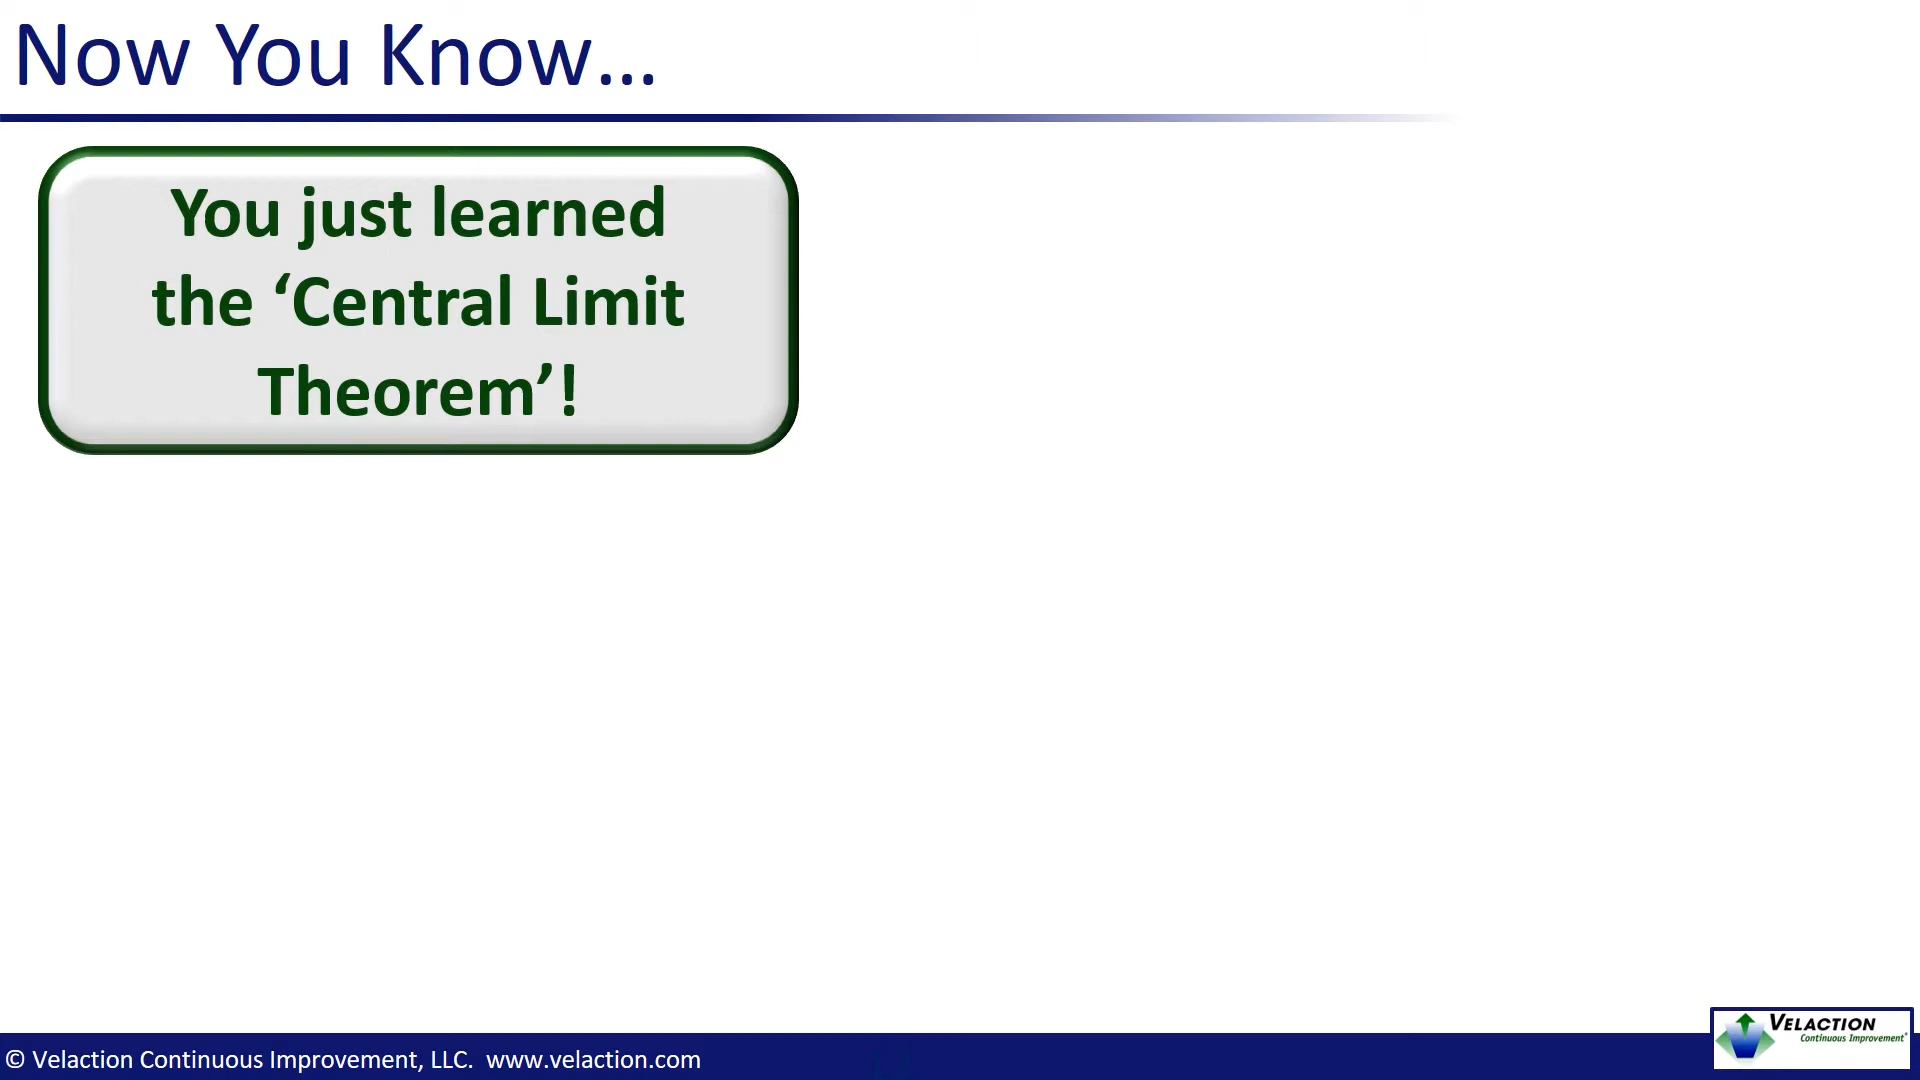 Now You Know…
You just learned
the ‘Central Limit
Theorem’!
© Velaction Continuous Improvement, LLC.  www.velaction.com
VELACTION
Continuous Improvement®